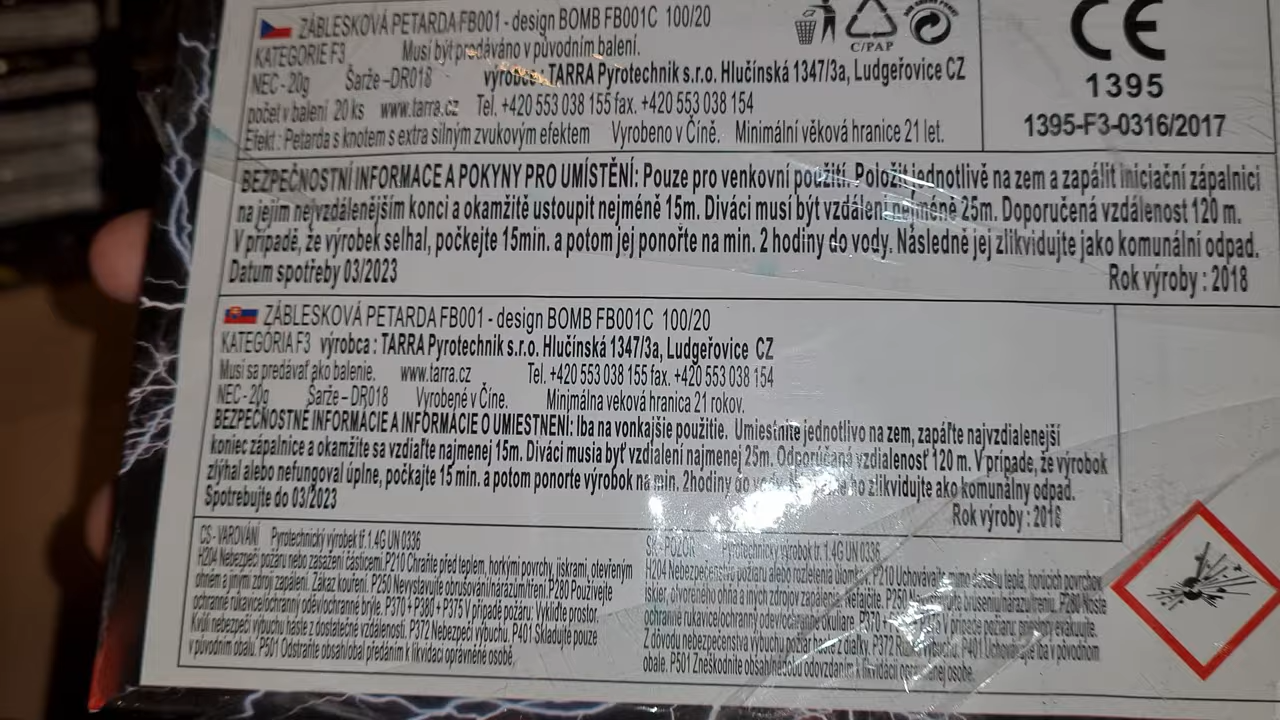 ZÁBLESKOVÁ PETARDA FB001 - design BOMB FB001C 100/20
KATEGORIE F3 Musí být prodáváno v původním balení.
NEC - 20g Šarže –DR018 výrobce: TARRA Pyrotechnik s.r.o. Hlučínská 1347/3a, Ludgeřovice CZ
počet v balení 20 ks www.tarra.cz Tel. +420 553 038 155 fax. +420 553 038 154
Efekt : Petarda s knotem s extra silným zvukovým efektem Vyrobeno v Číně. Minimální věková hranice 21 let.
C/PAP
CE
1395
1395-F3-0316/2017
BEZPEČNOSTNÍ INFORMACE A POKYNY PRO UMÍSTĚNÍ: Pouze pro venkovní použití. Položit jednotlivě na zem a zapálit iniciační zápalnici
na jejím nejvzdálenějším konci a okamžitě ustoupit nejméně 15m. Diváci musí být vzdáleni nejméně 25m. Doporučená vzdálenost 120 m.
V případě, že výrobek selhal, počkejte 15min. a potom jej ponořte na min. 2 hodiny do vody. Následně jej zlikvidujte jako komunální odpad.
Datum spotřeby 03/2023 Rok výroby : 2018
ZÁBLESKOVÁ PETARDA FB001 - design BOMB FB001C 100/20
KATEGÓRIA F3 výrobca : TARRA Pyrotechnik s.r.o. Hlučínská 1347/3a, Ludgeřovice CZ
Musí sa predávať ako balenie. www.tarra.cz Tel. +420 553 038 155 fax. +420 553 038 154
NEC - 20g Šarže – DR018 Vyrobené v Číne. Minimálna veková hranica 21 rokov.
BEZPEČNOSTNÉ INFORMÁCIE A INFORMÁCIE O UMIESTNENÍ: Iba na vonkajšie použitie. Umiestnite jednotlivo na zem, zapáľte najvzdialenejší
koniec zápalnice a okamžite sa vzdiaľte najmenej 15m. Diváci musia byť vzdialení najmenej 25m. Odporúčaná vzdialenosť 120 m. V prípade, že výrobok
zlýhal alebo nefungoval úplne, počkajte 15 min. a potom ponorte výrobok na min. 2hodiny do vody. ho zlikvidujte ako komunálny odpad.
Spotrebujte do 03/2023 Rok výroby : 2018
CS - VAROVÁNÍ Pyrotechnický výrobek tř. 1.4G UN 0336
H204 Nebezpečí požáru nebo zasažení částicemi.P210 Chraňte před teplem, horkými povrchy, jiskrami, otevřeným
ohněm a jinými zdroji zapálení. Zákaz kouření. P250 Nevystavujte obrušování/nárazům/tření.P280 Používejte
ochranné rukavice/ochranný oděv/ochranné brýle. P370 + P380 + P375 V případě požáru: Vykliďte prostor.
Kvůli nebezpečí výbuchu haste z dostatečné vzdálenosti. P372 Nebezpečí výbuchu. P401 Skladujte pouze
v původním obalu. P501 Odstraňte obsah/obal předáním k likvidaci oprávněné osobě.
SK - POZOR Pyrotechnický výrobok tr. 1.4G UN 0336
H204 Nebezpečenstvo požiaru alebo rozletenia úlomkov. P210 Uchovávajte mimo dosahu tepla, horúcich povrchov
iskier, otvoreného ohňa a iných zdrojov zapálenia. Nefajčite. P250 brúseniu/nárazu/treniu. P280 Noste
ochranné rukavice/ochranný odev/ochranné okuliare. P370 V prípade požiaru: priestory evakuujte.
Z dôvodu nebezpečenstva výbuchu požiar haste z diaľky. P372 Riziko výbuchu. P401 Uchovávajte iba v pôvodnom
obale. P501 Zneškodnite obsah/nádobu odovzdaním k likvidácii oprávnenej osobe.